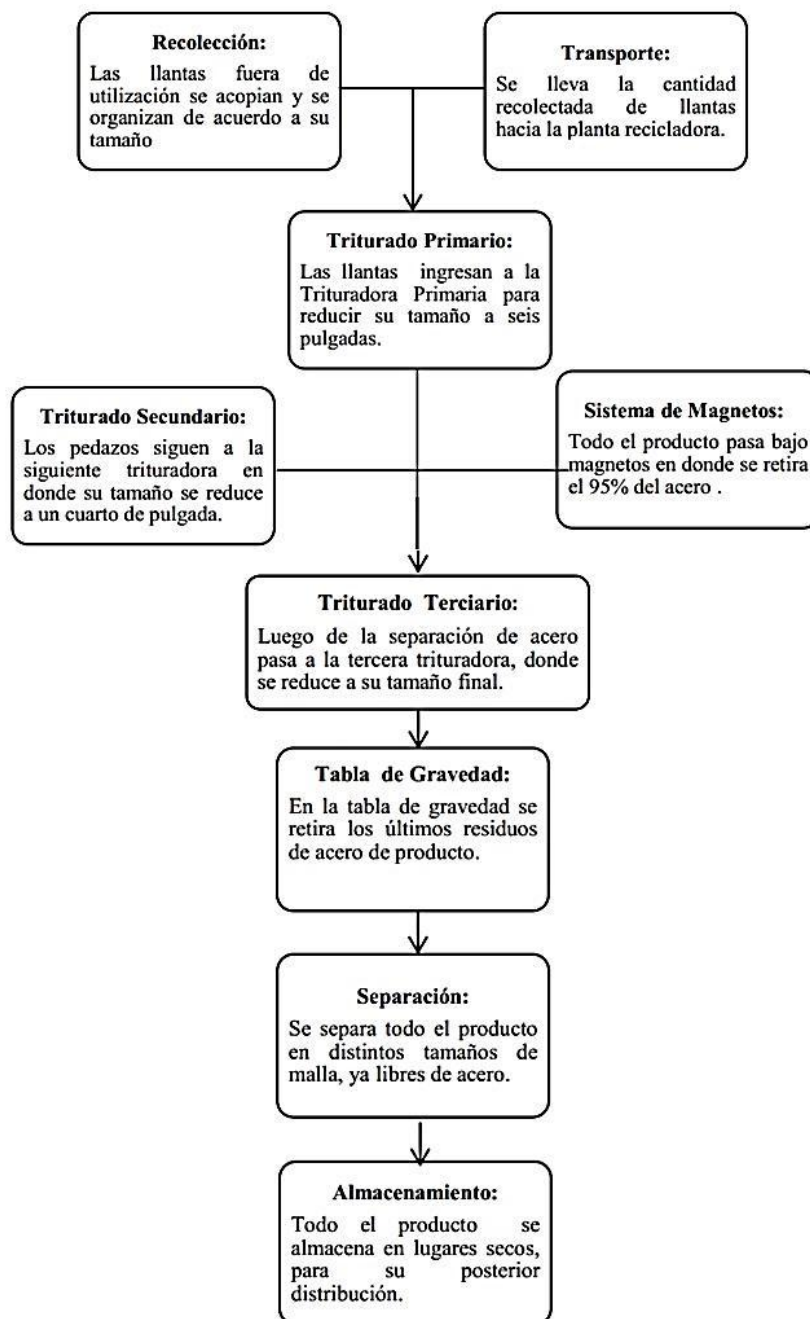 Recolección:
Las llantas fuera de
utilización se acopian y se
organizan de acuerdo a su
tamaño
Transporte:
Se lleva la cantidad
recolectada de llantas
hacia la planta recicladora.
Triturado Primario:
Las llantas ingresan a la
Trituradora Primaria para
reducir su tamaño a seis
pulgadas.
Triturado Secundario:
Los pedazos siguen a la
siguiente trituradora en
donde su tamaño se reduce
a un cuarto de pulgada.
Sistema de Magnetos:
Todo el producto pasa bajo
magnetos en donde se retira
el 95% del acero .
Triturado Terciario:
Luego de la separación de acero
pasa a la tercera trituradora, donde
se reduce a su tamaño final.
Tabla de Gravedad:
En la tabla de gravedad se
retira los últimos residuos
de acero de producto.
Separación:
Se separa todo el producto
en distintos tamaños de
malla, ya libres de acero.
Almacenamiento:
Todo el producto se
almacena en lugares secos,
para su posterior
distribución.